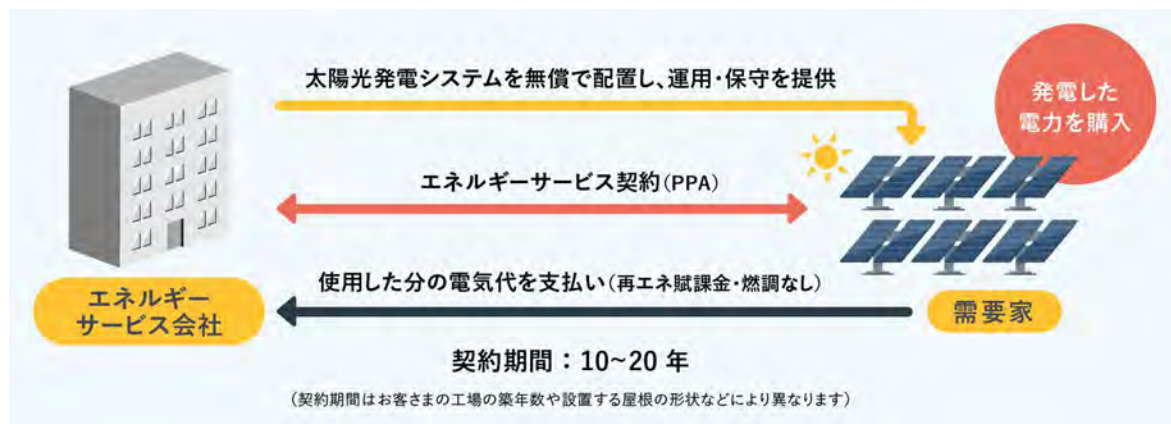 太陽光発電システムを無償で配置し、運用・保守を提供
発電した
電力を購入
エネルギーサービス契約(PPA)
使用した分の電気代を支払い(再エネ賦課金・燃調なし)
エネルギー
サービス会社
需要家
契約期間：10~20 年
(契約期間はお客さまの工場の築年数や設置する屋根の形状などにより異なります)